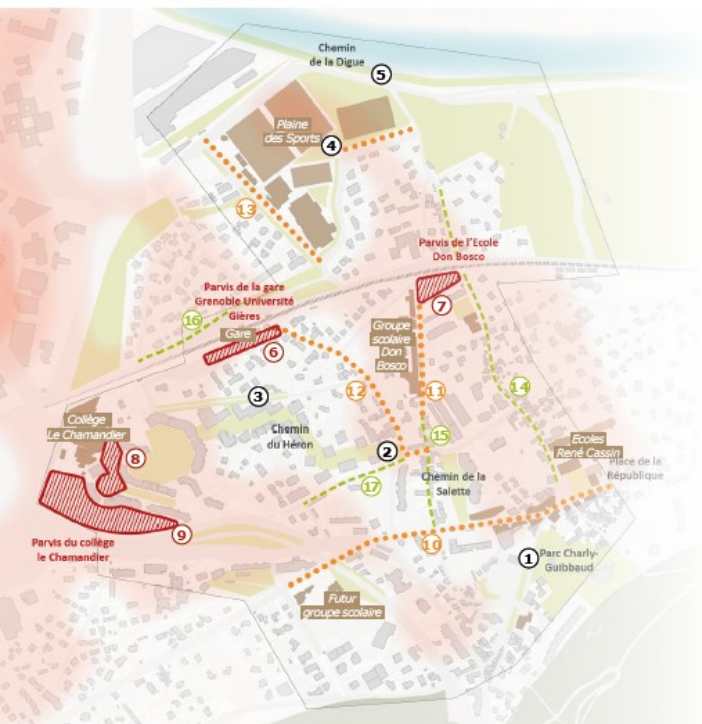 Chemin
de la Digue
5
Plaine
des Sports
4
13
Parvis de l'Ecole
Don Bosco
7
Parvis de la gare
Grenoble Université
Gières
16
Gare
6
Groupe
scolaire
Don
Bosco
12
11
14
3
Collège
Le Chamandier
8
Chemin
du Héron
2
15
Ecoles
René Cassin
Place de la
République
Chemin de la
Salette
17
9
Parvis du collège
le Chamandier
10
1
Parc Charly-
Guibbaud
Futur
groupe scolaire